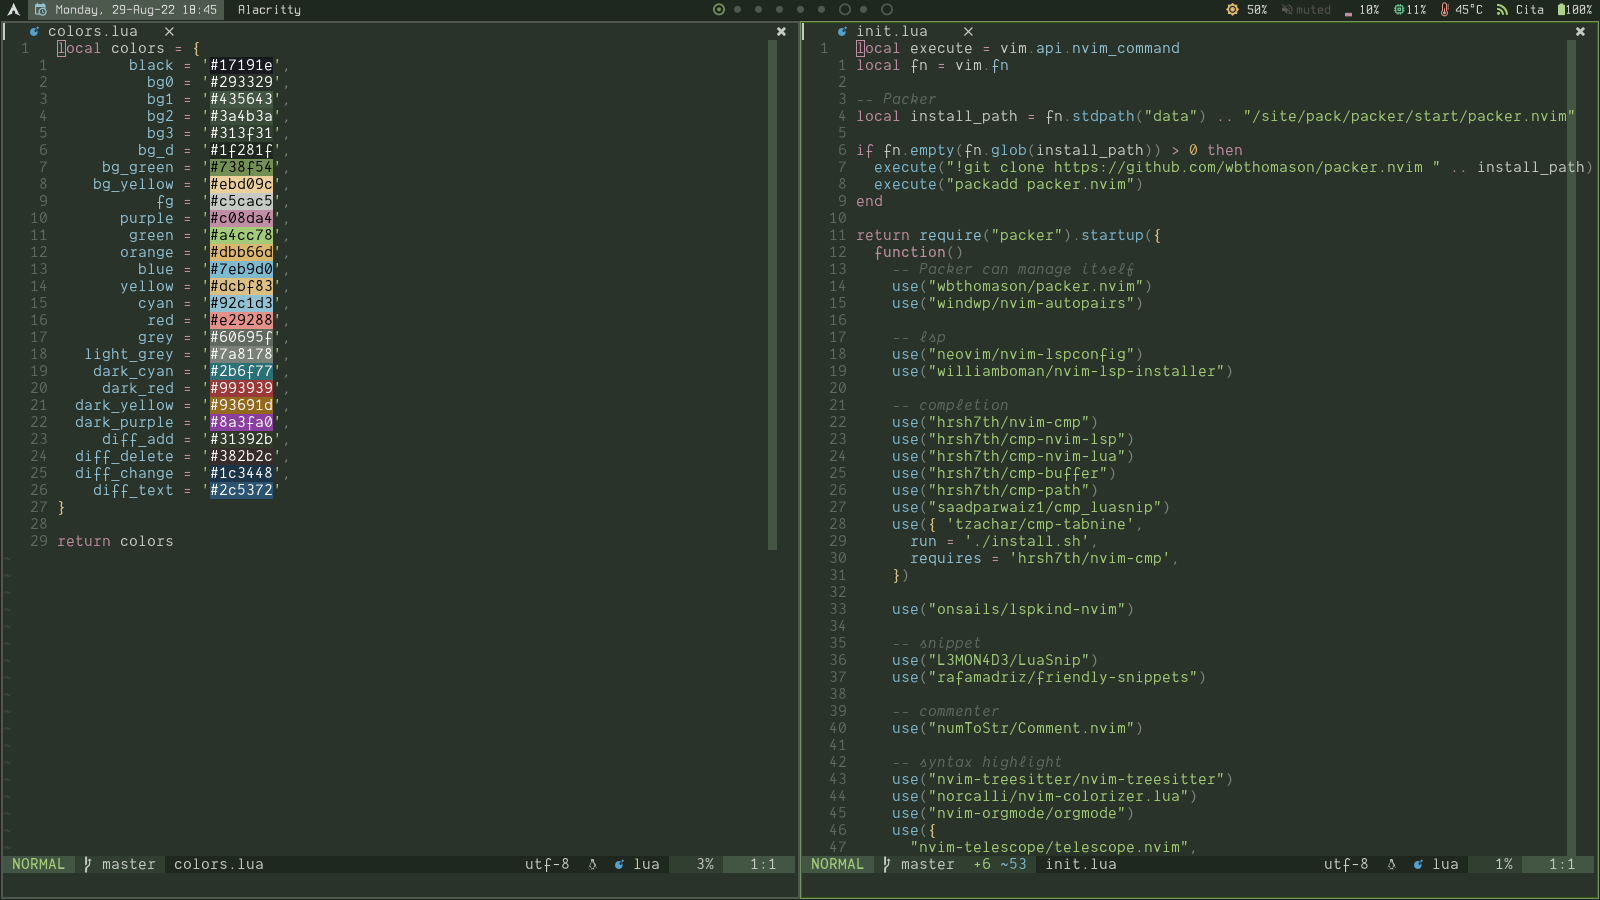 Monday, 29-Aug-22 18:45 Alacritty 50% muted 10% 11% 45°C Cita 100%
colors.lua ×
1 local colors = {
1 black = '#17191e',
2 bg0 = '#293329',
3 bg1 = '#435643',
4 bg2 = '#3a4b3a',
5 bg3 = '#313f31',
6 bg_d = '#1f281f',
7 bg_green = '#738f54',
8 bg_yellow = '#ebd09c',
9 fg = '#c5cac5',
10 purple = '#c08da4',
11 green = '#a4cc78',
12 orange = '#dbb66d',
13 blue = '#7eb9d0',
14 yellow = '#dcbf83',
15 cyan = '#92c1d3',
16 red = '#e29288',
17 grey = '#60695f',
18 light_grey = '#7a8178',
19 dark_cyan = '#2b6f77',
20 dark_red = '#993939',
21 dark_yellow = '#93691d',
22 dark_purple = '#8a3fa0',
23 diff_add = '#31392b',
24 diff_delete = '#382b2c',
25 diff_change = '#1c3448',
26 diff_text = '#2c5372'
27 }
28
29 return colors
NORMAL master colors.lua utf-8 lua 3% 1:1
init.lua ×
1 local execute = vim.api.nvim_command
1 local fn = vim.fn
2
3 -- Packer
4 local install_path = fn.stdpath("data") .. "/site/pack/packer/start/packer.nvim"
5
6 if fn.empty(fn.glob(install_path)) > 0 then
7 execute("!git clone https://github.com/wbthomason/packer.nvim " .. install_path)
8 execute("packadd packer.nvim")
9 end
10
11 return require("packer").startup({
12 function()
13 -- Packer can manage itself
14 use("wbthomason/packer.nvim")
15 use("windwp/nvim-autopairs")
16
17 -- lsp
18 use("neovim/nvim-lspconfig")
19 use("williamboman/nvim-lsp-installer")
20
21 -- completion
22 use("hrsh7th/nvim-cmp")
23 use("hrsh7th/cmp-nvim-lsp")
24 use("hrsh7th/cmp-nvim-lua")
25 use("hrsh7th/cmp-buffer")
26 use("hrsh7th/cmp-path")
27 use("saadparwaiz1/cmp_luasnip")
28 use({ 'tzachar/cmp-tabnine',
29 run = './install.sh',
30 requires = 'hrsh7th/nvim-cmp',
31 })
32
33 use("onsails/lspkind-nvim")
34
35 -- snippet
36 use("L3MON4D3/LuaSnip")
37 use("rafamadriz/friendly-snippets")
38
39 -- commenter
40 use("numToStr/Comment.nvim")
41
42 -- syntax highlight
43 use("nvim-treesitter/nvim-treesitter")
44 use("norcalli/nvim-colorizer.lua")
45 use("nvim-orgmode/orgmode")
46 use({
47 "nvim-telescope/telescope.nvim",
NORMAL master +6 ~53 init.lua utf-8 lua 1% 1:1